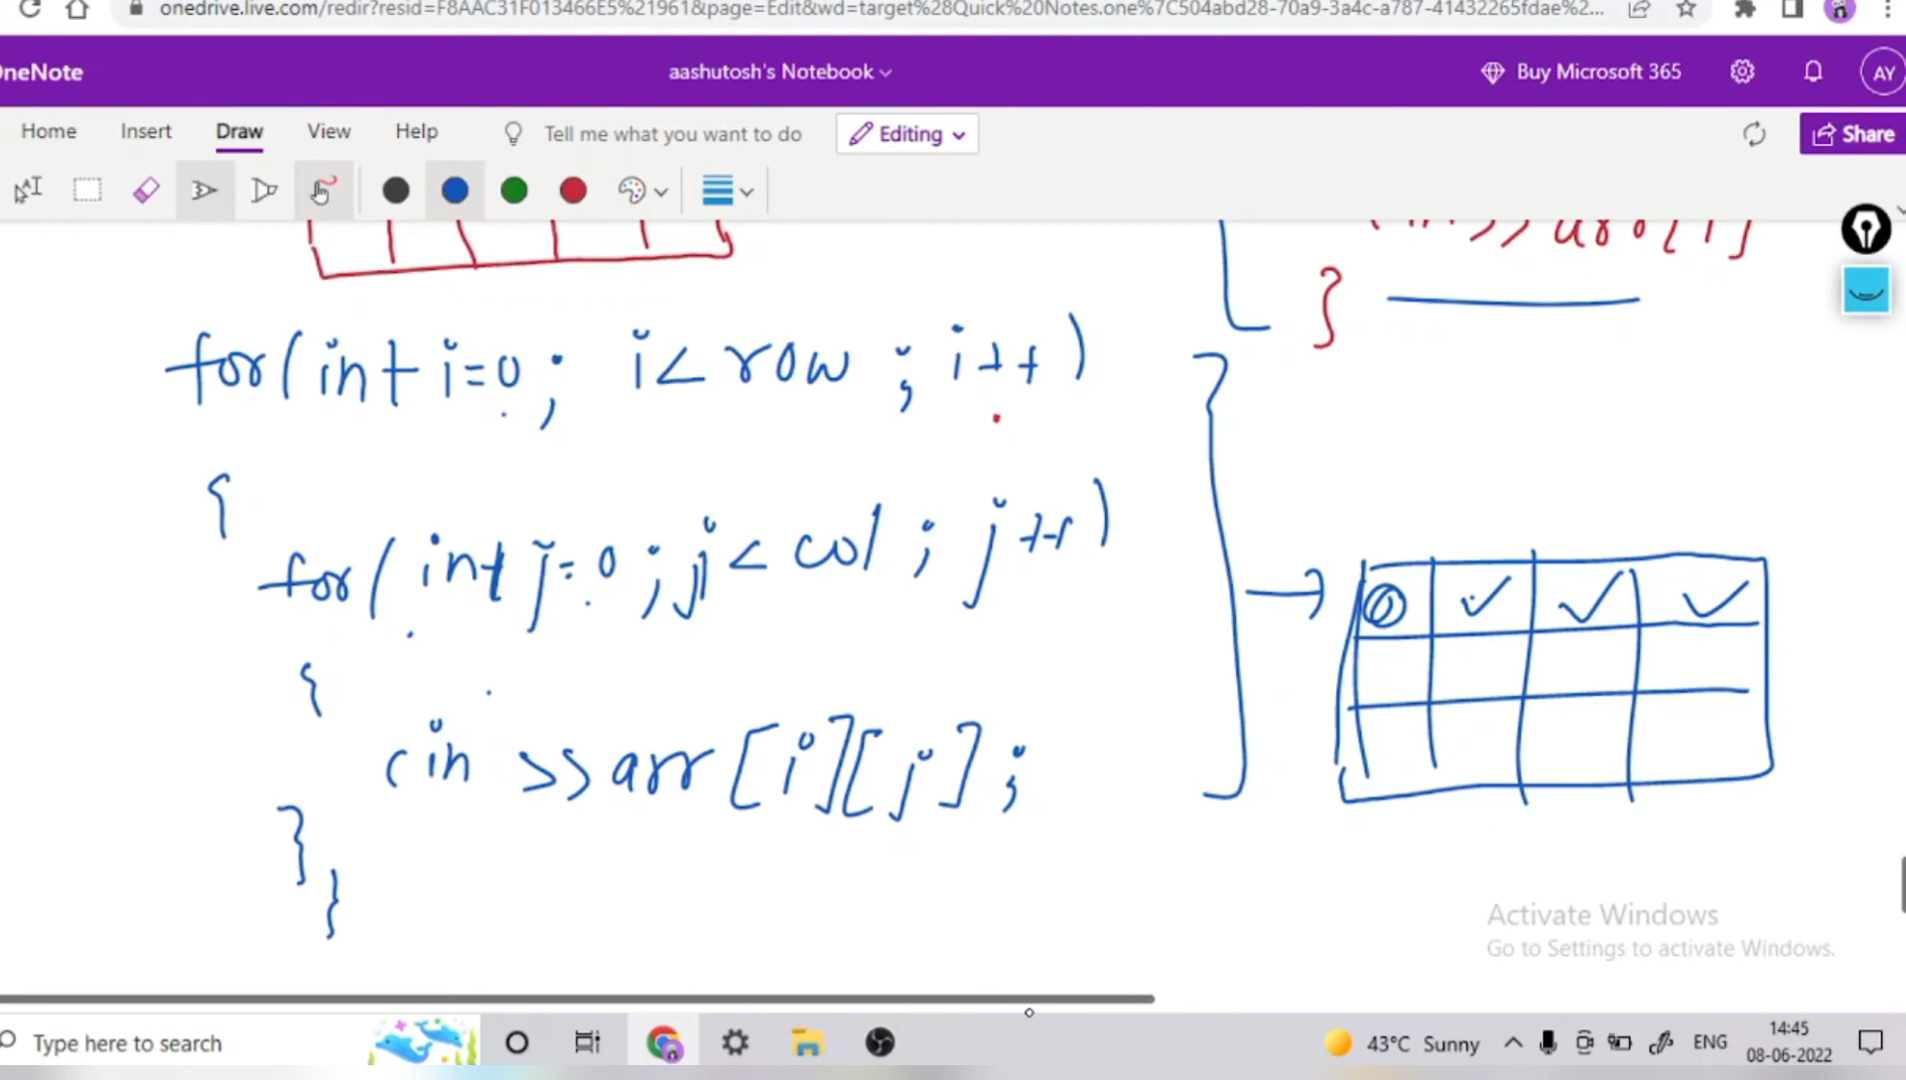 onedrive.live.com/redir?resid=F8AAC31F013466E5%21961&page=Edit&wd=target%28Quick%20Notes.one%7C504abd28-70a9-3a4c-a787-41432265fdae%2...
OneNote
aashutosh's Notebook
Buy Microsoft 365
AY
Home
Insert
Draw
View
Help
Tell me what you want to do
Editing
Share
}
for(int i=0; i<row ; i++)
{
for( int j=0 ; j < col ; j++)
{
cin >> arr[i][j];
}
}
Activate Windows
Go to Settings to activate Windows.
Type here to search
43°C Sunny
ENG
14:45
08-06-2022